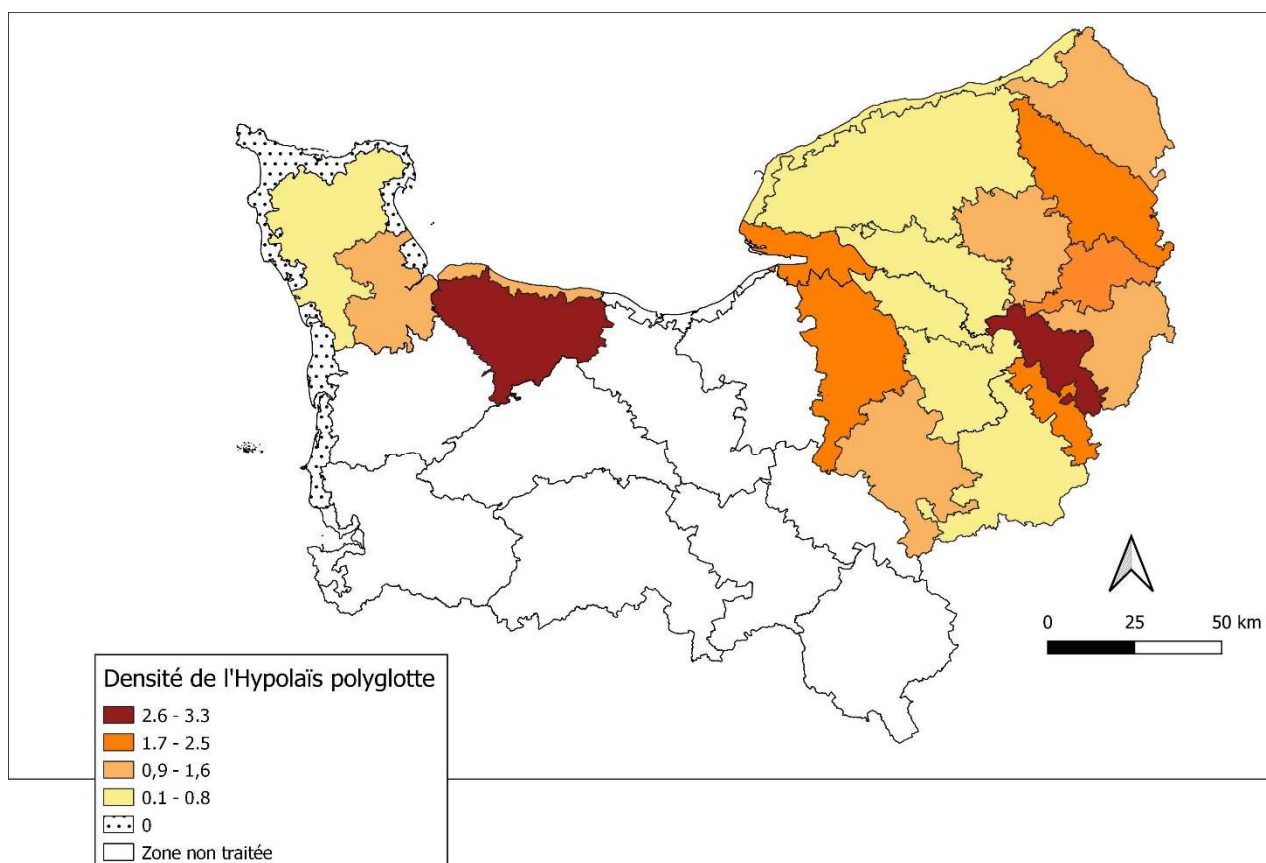 0 25 50 km
Densité de l'Hypolaïs polyglotte
2.6 - 3.3
1.7 - 2.5
0,9 - 1,6
0.1 - 0.8
0
Zone non traitée